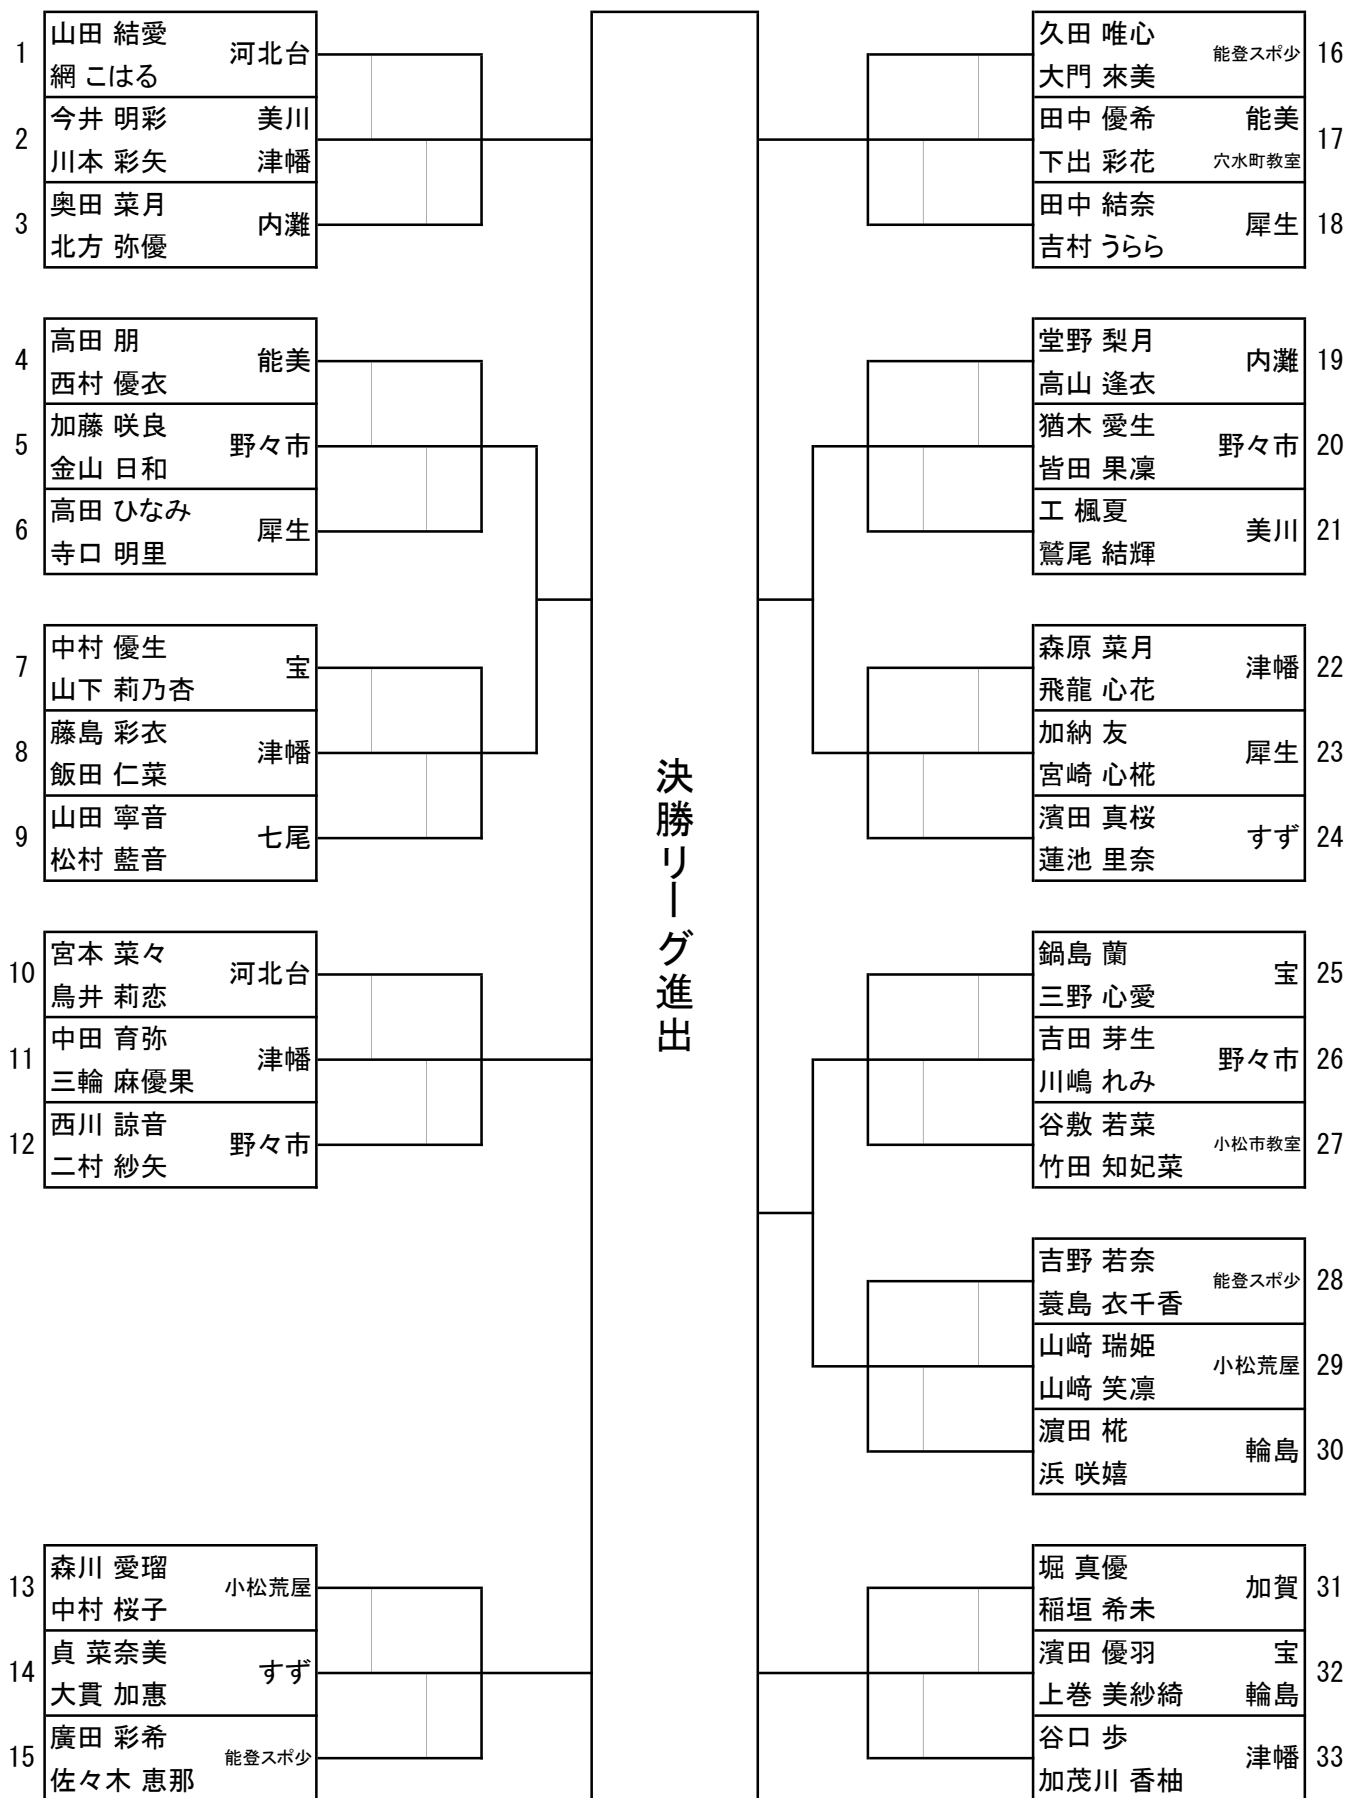 1
山田 結愛
網 こはる
河北台
2
今井 明彩 美川
川本 彩矢 津幡
3
奥田 菜月
北方 弥優
内灘
4
高田 朋
西村 優衣
能美
5
加藤 咲良
金山 日和
野々市
6
高田 ひなみ
寺口 明里
犀生
7
中村 優生
山下 莉乃杏
宝
8
藤島 彩衣
飯田 仁菜
津幡
9
山田 寧音
松村 藍音
七尾
10
宮本 菜々
鳥井 莉恋
河北台
11
中田 育弥
三輪 麻優果
津幡
12
西川 諒音
二村 紗矢
野々市
13
森川 愛瑠
中村 桜子
小松荒屋
14
貞 菜奈美
大貫 加恵
すず
15
廣田 彩希
佐々木 恵那
能登スポ少
決勝リーグ進出
久田 唯心
大門 來美
能登スポ少
16
田中 優希 能美
下出 彩花 穴水町教室
17
田中 結奈
吉村 うらら
犀生
18
堂野 梨月
高山 逢衣
内灘
19
猶木 愛生
皆田 果凜
野々市
20
工 楓夏
鷲尾 結輝
美川
21
森原 菜月
飛龍 心花
津幡
22
加納 友
宮崎 心椛
犀生
23
濱田 真桜
蓮池 里奈
すず
24
鍋島 蘭
三野 心愛
宝
25
吉田 芽生
川嶋 れみ
野々市
26
谷敷 若菜
竹田 知妃菜
小松市教室
27
吉野 若奈
蓑島 衣千香
能登スポ少
28
山﨑 瑞姫
山﨑 笑凛
小松荒屋
29
濵田 椛
浜 咲嬉
輪島
30
堀 真優
稲垣 希未
加賀
31
濱田 優羽 宝
上巻 美紗綺 輪島
32
谷口 歩
加茂川 香柚
津幡
33